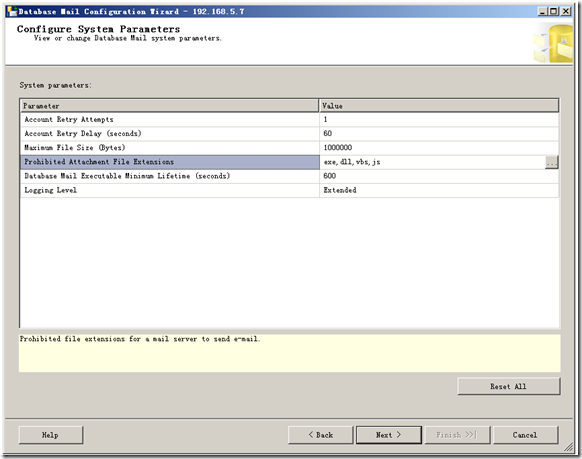 Database Mail Configuration Wizard - 192.168.5.7
Configure System Parameters
View or change Database Mail system parameters.
System parameters:
Parameter Value
Account Retry Attempts 1
Account Retry Delay (seconds) 60
Maximum File Size (Bytes) 1000000
Prohibited Attachment File Extensions exe,dll,vbs,js ...
Database Mail Executable Minimum Lifetime (seconds) 600
Logging Level Extended
Prohibited file extensions for a mail server to send e-mail.
Reset All
Help < Back Next > Finish >>| Cancel